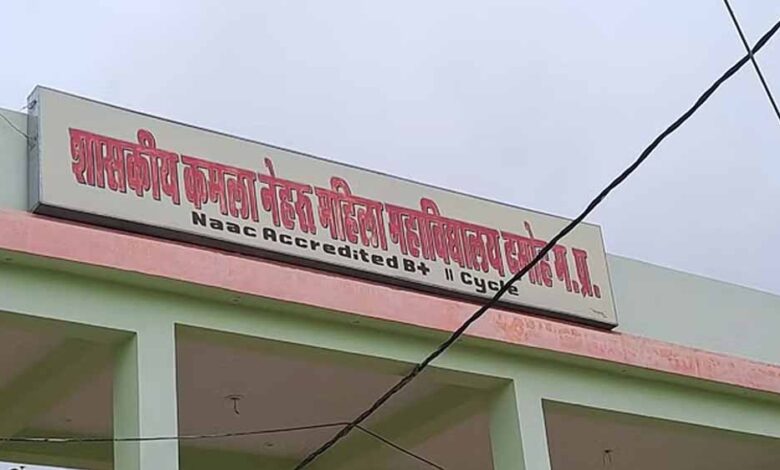 शासकीय कमला नेहरू महिला महाविद्यालय दमोह म.प्र.
Naac Accredited B+ II Cycle